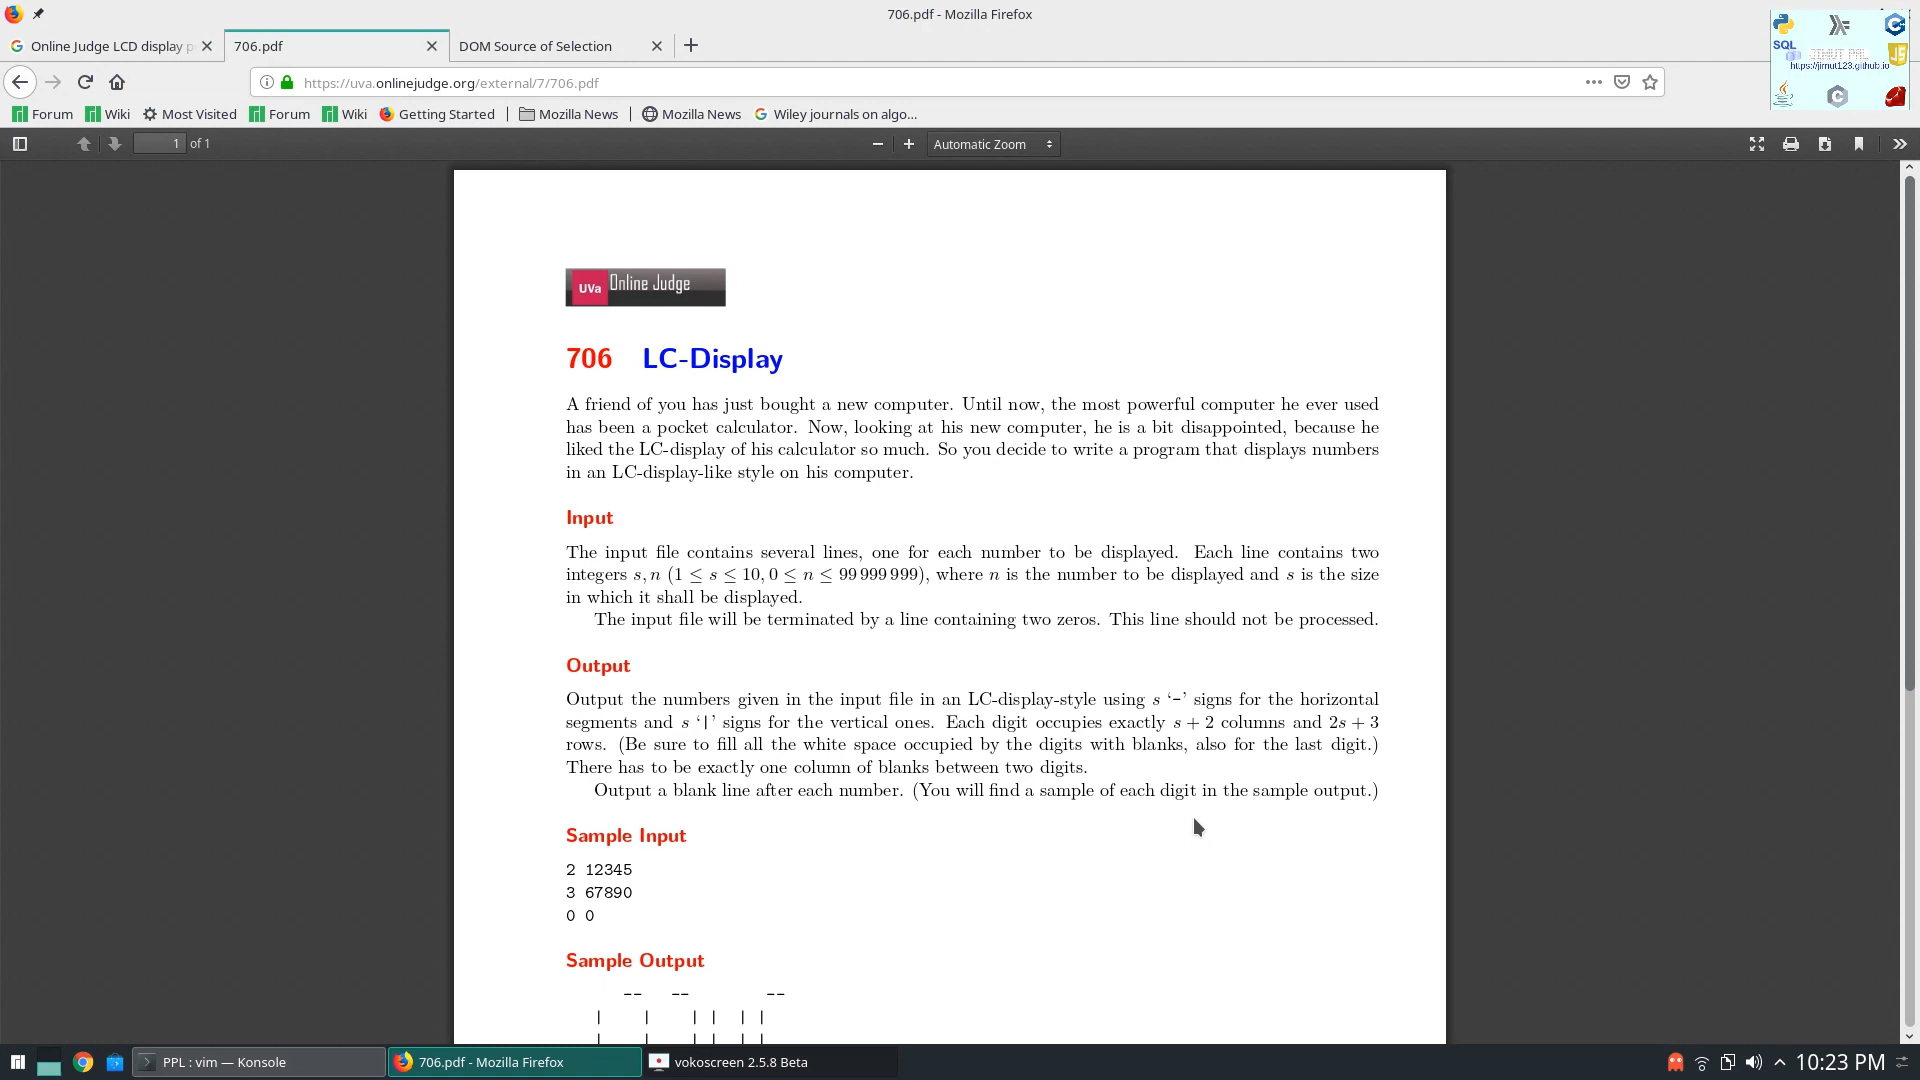 706.pdf - Mozilla Firefox
Online Judge LCD display p
706.pdf
DOM Source of Selection
SQL
JS
JIMUT PAL
https://jimut123.github.io
https://uva.onlinejudge.org/external/7/706.pdf
Forum
Wiki
Most Visited
Forum
Wiki
Getting Started
Mozilla News
Mozilla News
Wiley journals on algo…
1 of 1
Automatic Zoom
UVa Online Judge
706 LC-Display
A friend of you has just bought a new computer. Until now, the most powerful computer he ever used
has been a pocket calculator. Now, looking at his new computer, he is a bit disappointed, because he
liked the LC-display of his calculator so much. So you decide to write a program that displays numbers
in an LC-display-like style on his computer.
Input
The input file contains several lines, one for each number to be displayed. Each line contains two
integers s, n (1 ≤ s ≤ 10, 0 ≤ n ≤ 99 999 999), where n is the number to be displayed and s is the size
in which it shall be displayed.
The input file will be terminated by a line containing two zeros. This line should not be processed.
Output
Output the numbers given in the input file in an LC-display-style using s ‘-’ signs for the horizontal
segments and s ‘|’ signs for the vertical ones. Each digit occupies exactly s + 2 columns and 2s + 3
rows. (Be sure to fill all the white space occupied by the digits with blanks, also for the last digit.)
There has to be exactly one column of blanks between two digits.
Output a blank line after each number. (You will find a sample of each digit in the sample output.)
Sample Input
2 12345
3 67890
0 0
Sample Output
-- -- --
| | | | | |
| | | | | |
PPL : vim — Konsole
706.pdf - Mozilla Firefox
vokoscreen 2.5.8 Beta
10:23 PM